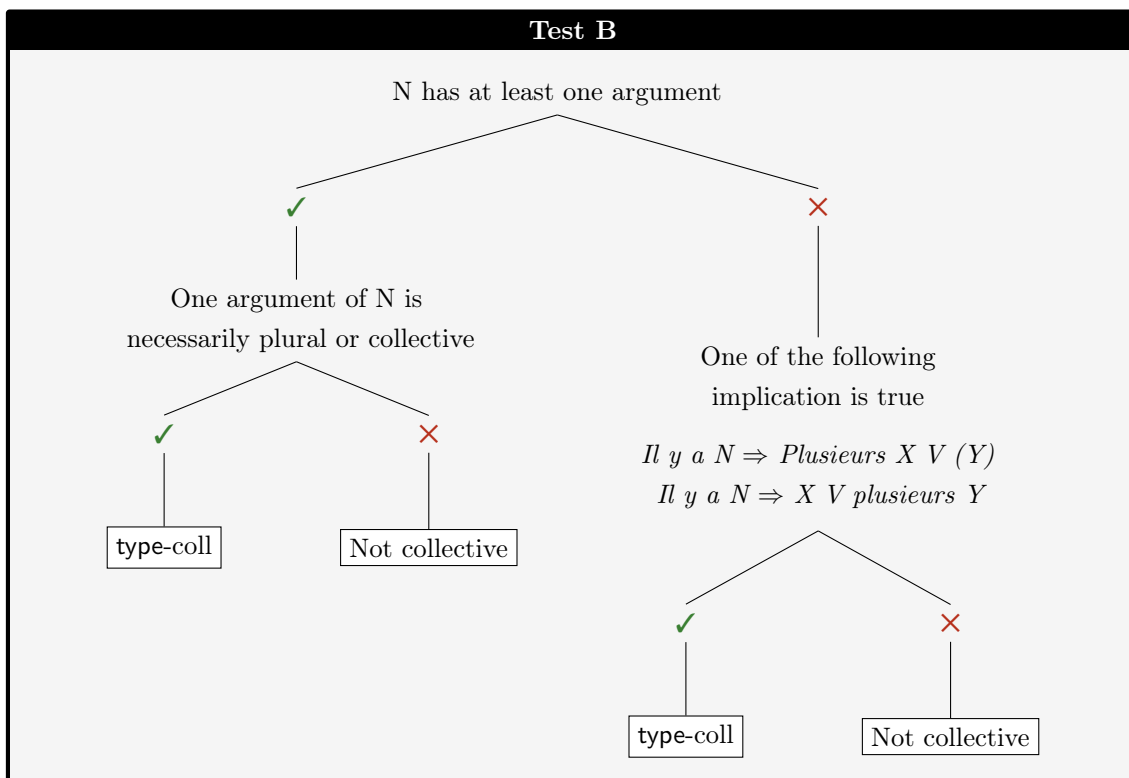 Test B
N has at least one argument
✓
×
One argument of N is
necessarily plural or collective
One of the following
implication is true
Il y a N ⇒ Plusieurs X V (Y)
Il y a N ⇒ X V plusieurs Y
✓
×
type-coll
Not collective
✓
×
type-coll
Not collective